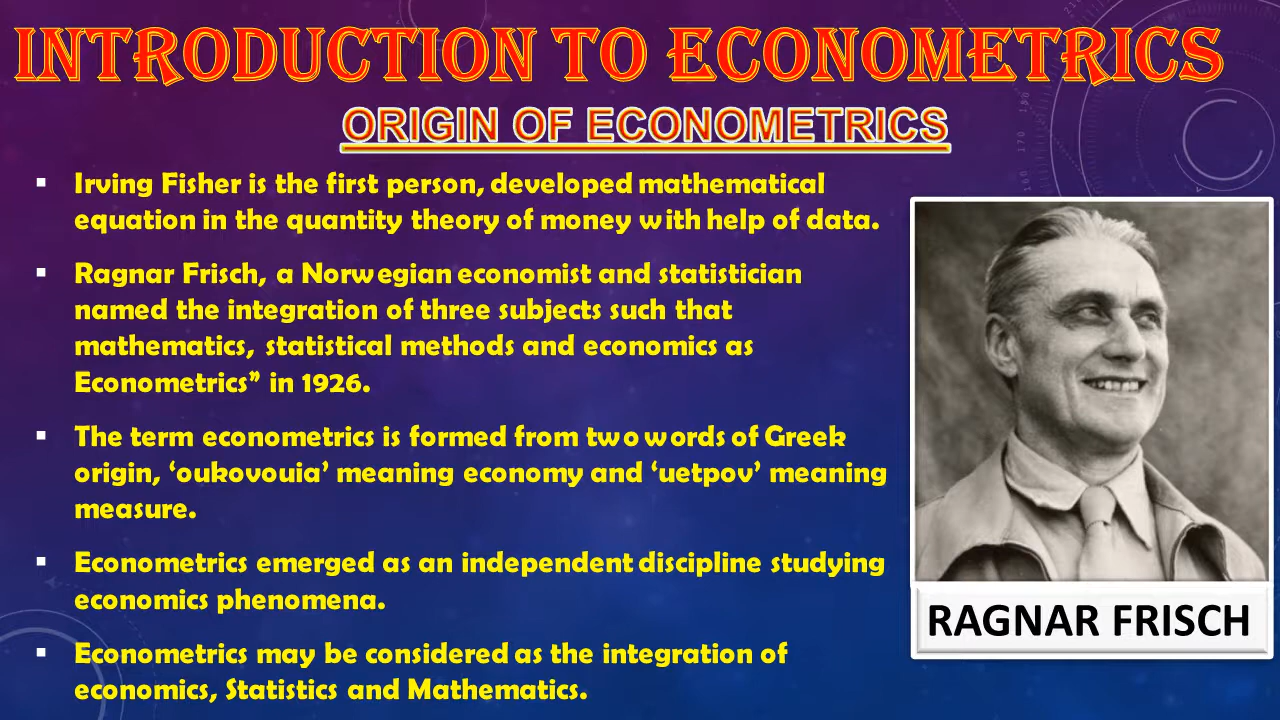 INTRODUCTION TO ECONOMETRICS
ORIGIN OF ECONOMETRICS
▪ Irving Fisher is the first person, developed mathematical
equation in the quantity theory of money with help of data.
▪ Ragnar Frisch, a Norwegian economist and statistician
named the integration of three subjects such that
mathematics, statistical methods and economics as
Econometrics” in 1926.
▪ The term econometrics is formed from two words of Greek
origin, ‘oukovouia’ meaning economy and ‘uetpov’ meaning
measure.
▪ Econometrics emerged as an independent discipline studying
economics phenomena.
▪ Econometrics may be considered as the integration of
economics, Statistics and Mathematics.
RAGNAR FRISCH
160
170